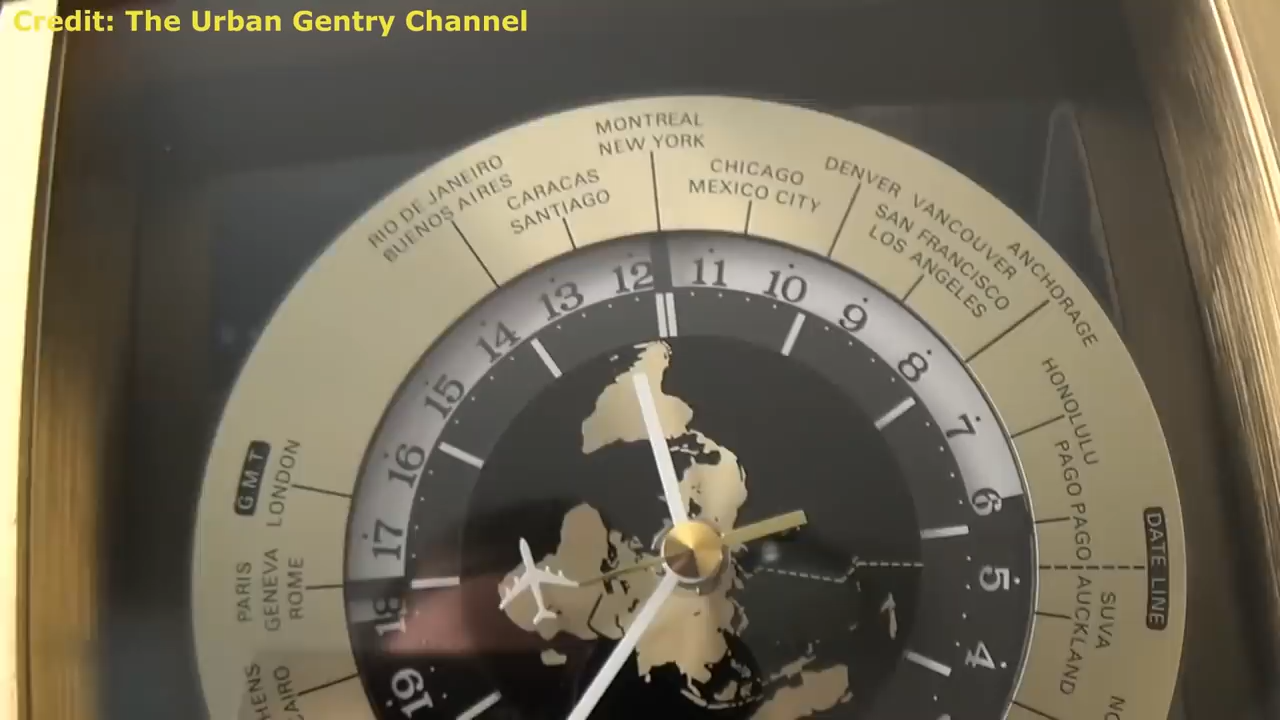 Credit: The Urban Gentry Channel
MONTREAL
NEW YORK
RIO DE JANEIRO
BUENOS AIRES
CARACAS
SANTIAGO
CHICAGO
MEXICO CITY
DENVER
VANCOUVER
SAN FRANCISCO
LOS ANGELES
ANCHORAGE
HONOLULU
PAGO PAGO
DATE LINE
SUVA
AUCKLAND
GMT
LONDON
PARIS
GENEVA
ROME
CAIRO
12
11
10
9
8
7
6
5
4
13
14
15
16
17
18
19